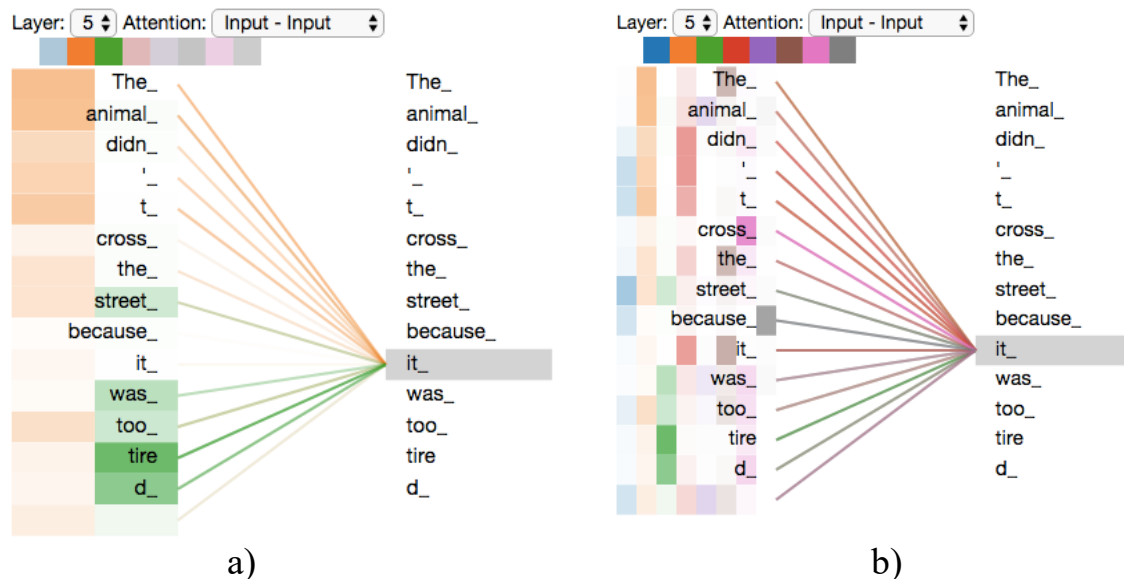 Layer: 5 Attention: Input - Input
The_ The_
animal_ animal_
didn_ didn_
'_ '_
t_ t_
cross_ cross_
the_ the_
street_ street_
because_ because_
it_ it_
was_ was_
too_ too_
tire tire
d_ d_
a)
Layer: 5 Attention: Input - Input
The_ The_
animal_ animal_
didn_ didn_
'_ '_
t_ t_
cross_ cross_
the_ the_
street_ street_
because_ because_
it_ it_
was_ was_
too_ too_
tire tire
d_ d_
b)